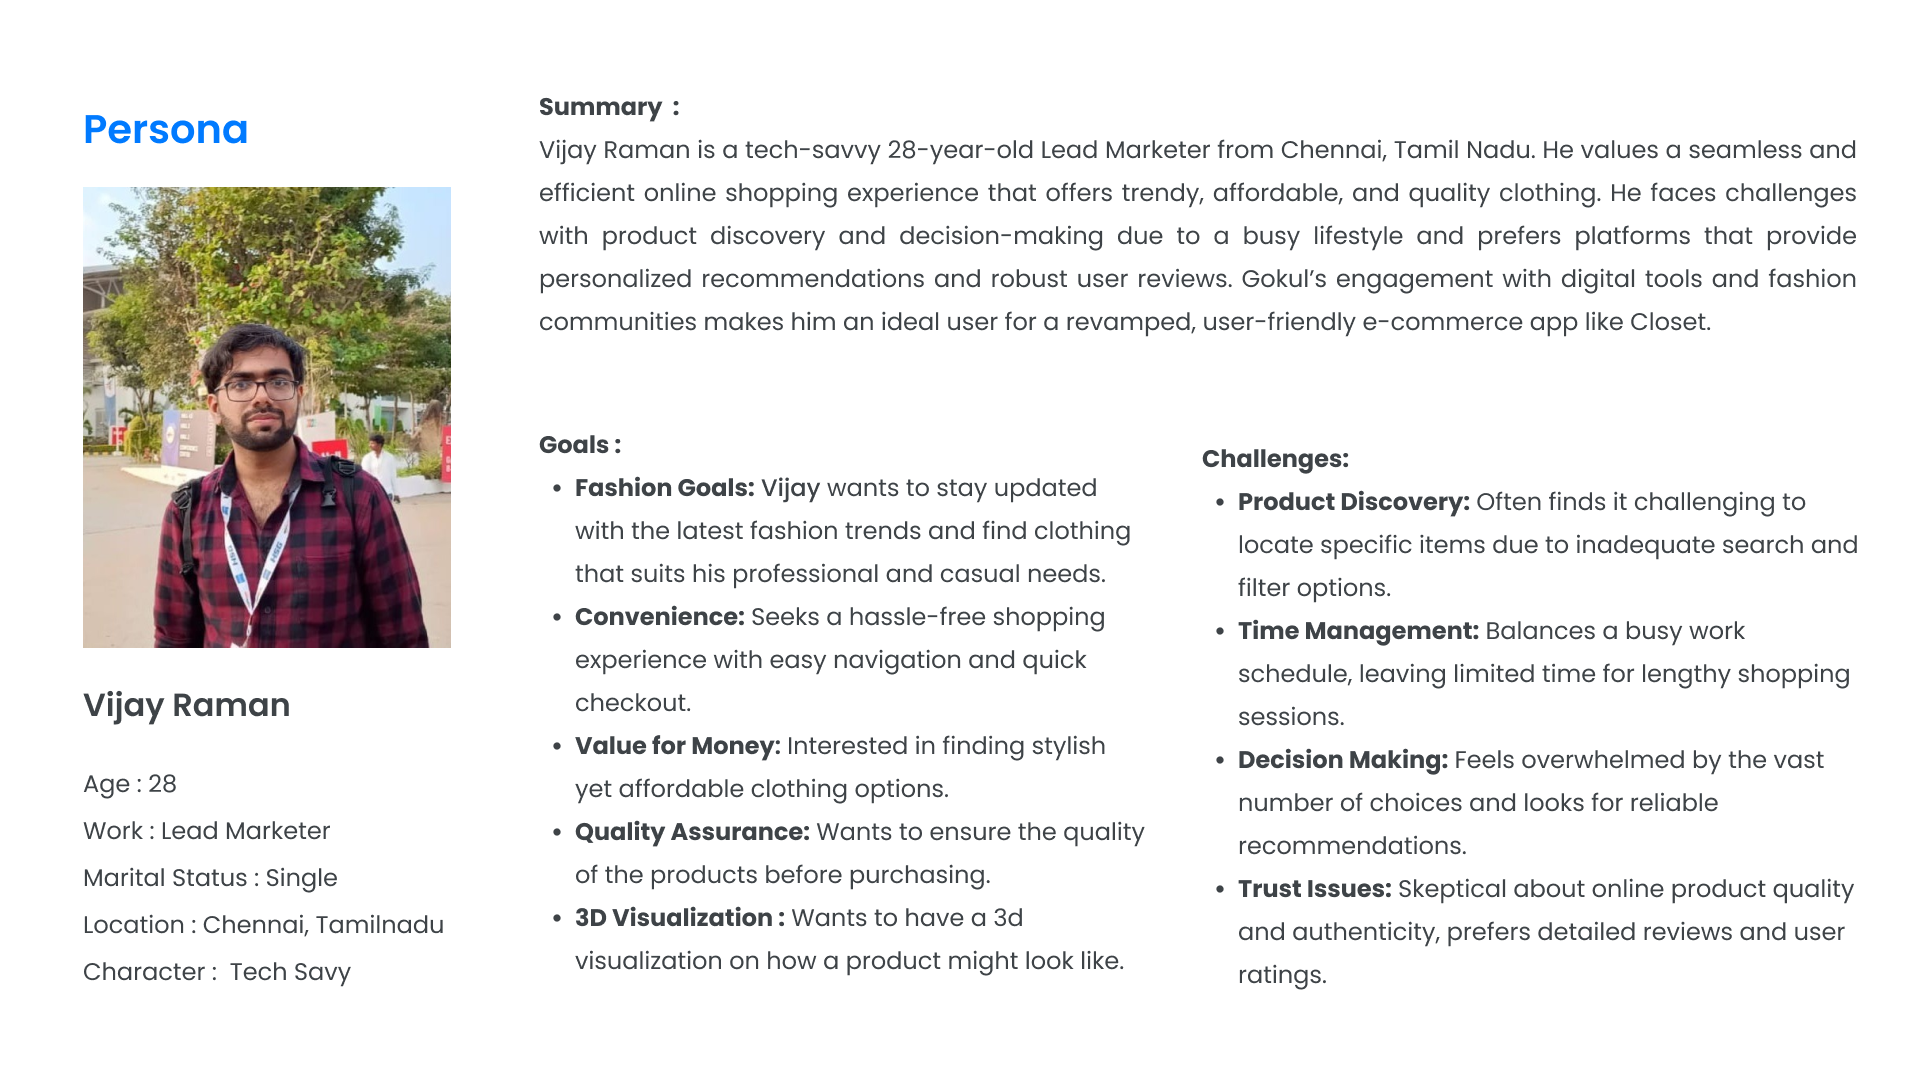 Persona
Vijay Raman
Age : 28
Work : Lead Marketer
Marital Status : Single
Location : Chennai, Tamilnadu
Character :  Tech Savy
Summary  :
Vijay Raman is a tech-savvy 28-year-old Lead Marketer from Chennai, Tamil Nadu. He values a seamless and
efficient online shopping experience that offers trendy, affordable, and quality clothing. He faces challenges
with product discovery and decision-making due to a busy lifestyle and prefers platforms that provide
personalized recommendations and robust user reviews. Gokul’s engagement with digital tools and fashion
communities makes him an ideal user for a revamped, user-friendly e-commerce app like Closet.
Goals :
• Fashion Goals: Vijay wants to stay updated
with the latest fashion trends and find clothing
that suits his professional and casual needs.
• Convenience: Seeks a hassle-free shopping
experience with easy navigation and quick
checkout.
• Value for Money: Interested in finding stylish
yet affordable clothing options.
• Quality Assurance: Wants to ensure the quality
of the products before purchasing.
• 3D Visualization : Wants to have a 3d
visualization on how a product might look like.
Challenges:
• Product Discovery: Often finds it challenging to
locate specific items due to inadequate search and
filter options.
• Time Management: Balances a busy work
schedule, leaving limited time for lengthy shopping
sessions.
• Decision Making: Feels overwhelmed by the vast
number of choices and looks for reliable
recommendations.
• Trust Issues: Skeptical about online product quality
and authenticity, prefers detailed reviews and user
ratings.